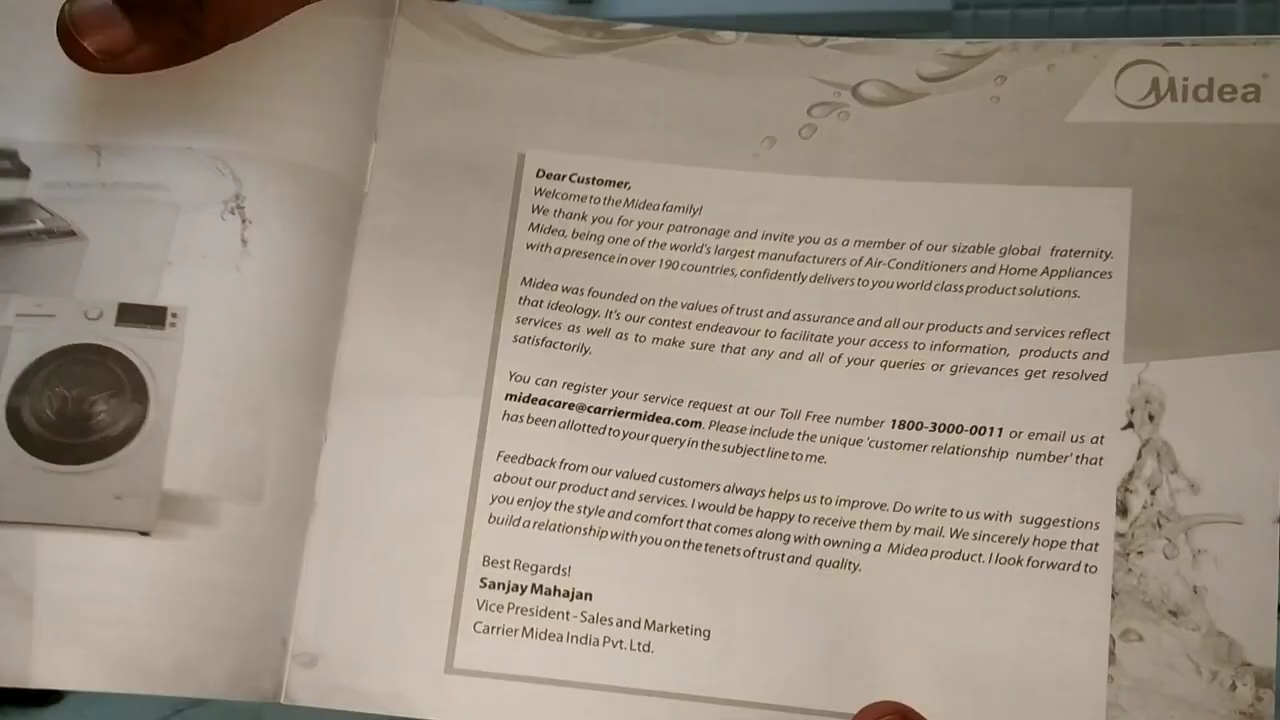 Midea
Dear Customer,
Welcome to the Midea family!
We thank you for your patronage and invite you as a member of our sizable global fraternity.
Midea, being one of the world's largest manufacturers of Air-Conditioners and Home Appliances
with a presence in over 190 countries, confidently delivers to you world class product solutions.
Midea was founded on the values of trust and assurance and all our products and services reflect
that ideology. It's our contest endeavour to facilitate your access to information, products and
services as well as to make sure that any and all of your queries or grievances get resolved
satisfactorily.
You can register your service request at our Toll Free number 1800-3000-0011 or email us at
mideacare@carriermidea.com. Please include the unique 'customer relationship number' that
has been allotted to your query in the subject line to me.
Feedback from our valued customers always helps us to improve. Do write to us with suggestions
about our product and services. I would be happy to receive them by mail. We sincerely hope that
you enjoy the style and comfort that comes along with owning a Midea product. I look forward to
build a relationship with you on the tenets of trust and quality.
Best Regards!
Sanjay Mahajan
Vice President - Sales and Marketing
Carrier Midea India Pvt. Ltd.